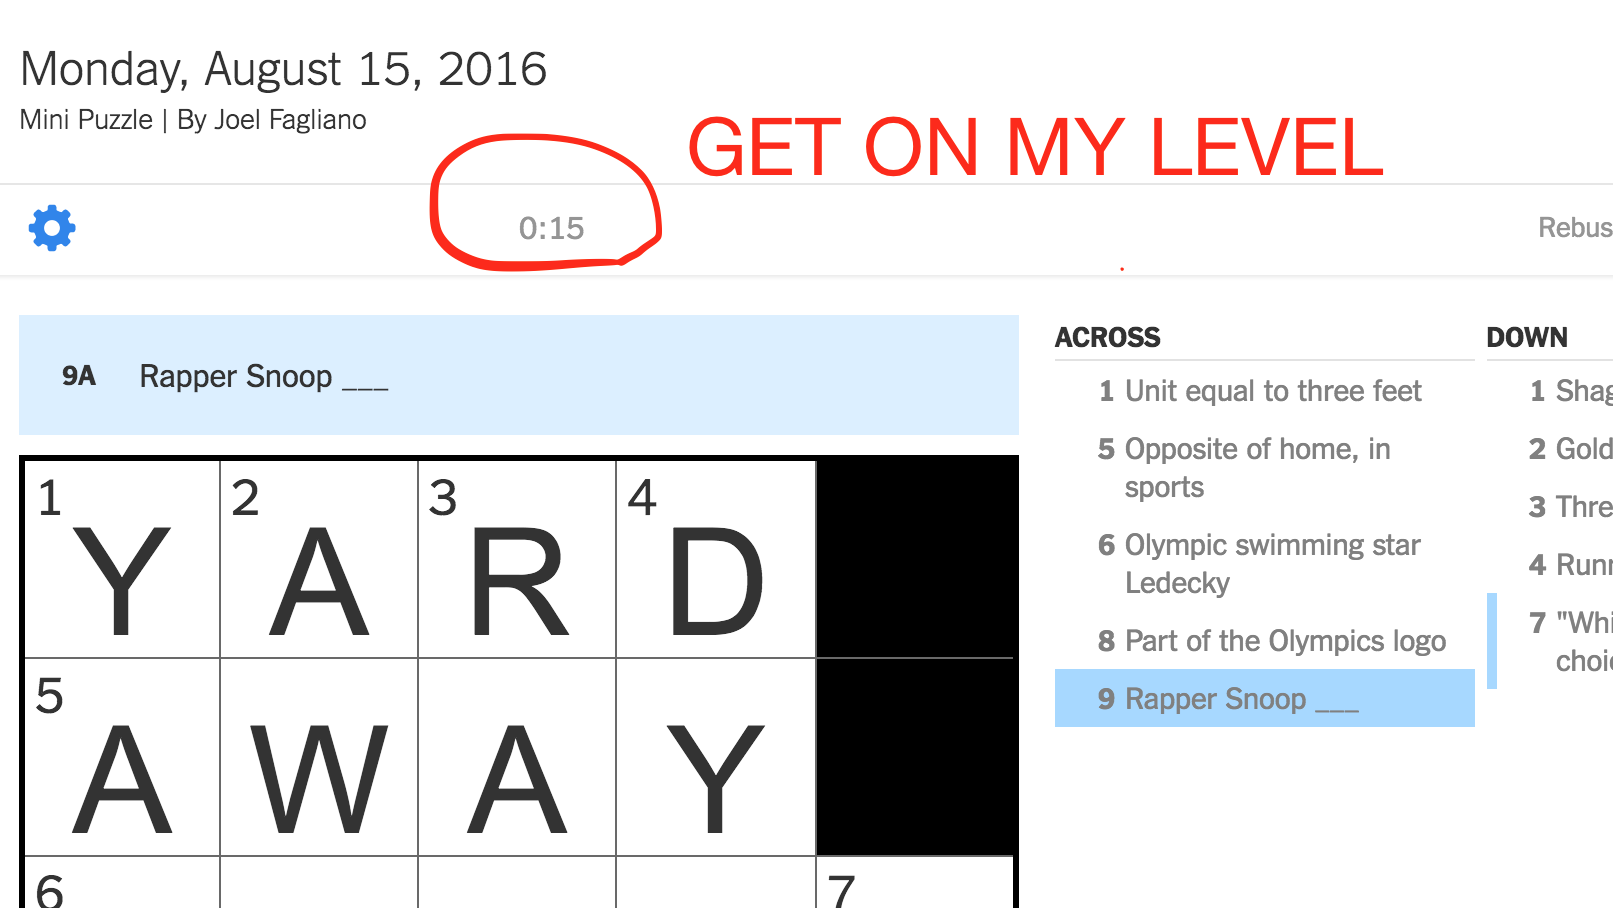 Monday, August 15, 2016
Mini Puzzle | By Joel Fagliano
GET ON MY LEVEL
0:15
Rebus
9A Rapper Snoop ___
ACROSS
1 Unit equal to three feet
5 Opposite of home, in
sports
6 Olympic swimming star
Ledecky
8 Part of the Olympics logo
9 Rapper Snoop ___
DOWN
1 Shag
2 Gold
3 Thre
4 Runn
7 "Whi
choic
1 2 3 4
Y A R D
5
A W A Y
6 7